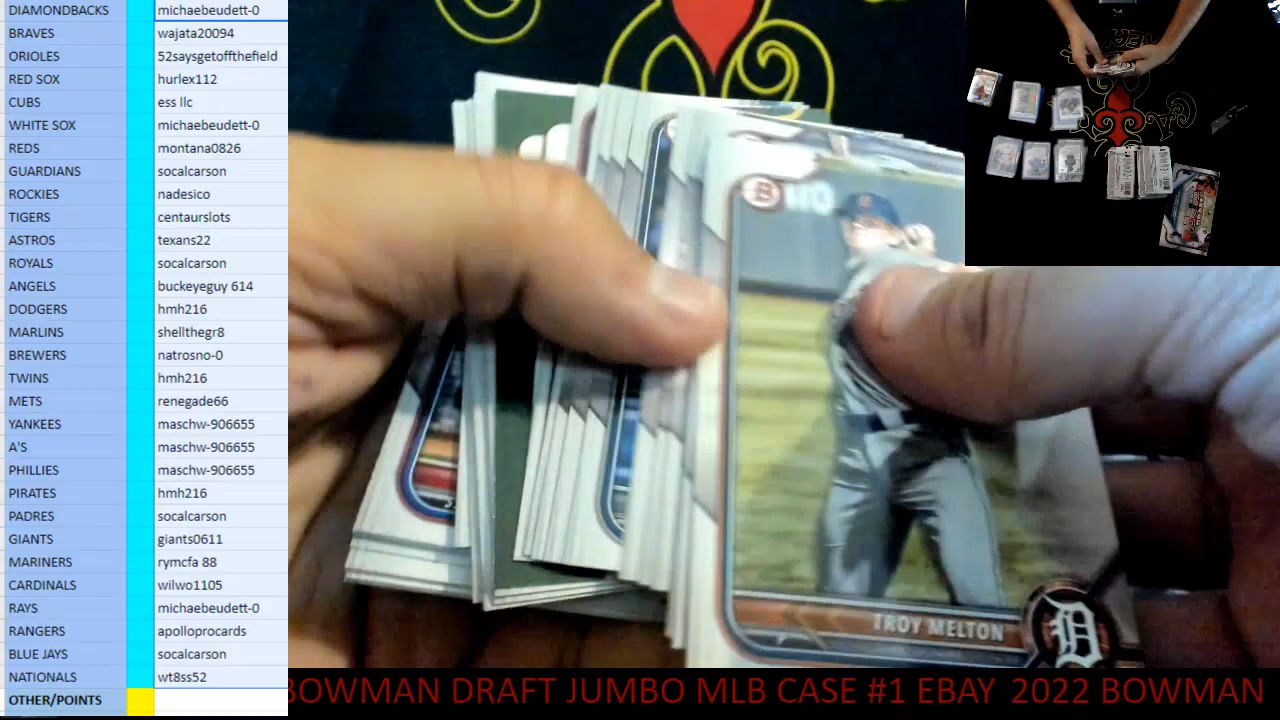 DIAMONDBACKS michaebeudett-0
BRAVES wajata20094
ORIOLES 52saysgetoffthefield
RED SOX hurlex112
CUBS ess llc
WHITE SOX michaebeudett-0
REDS montana0826
GUARDIANS socalcarson
ROCKIES nadesico
TIGERS centaurslots
ASTROS texans22
ROYALS socalcarson
ANGELS buckeyeguy 614
DODGERS hmh216
MARLINS shellthegr8
BREWERS natrosno-0
TWINS hmh216
METS renegade66
YANKEES maschw-906655
A'S maschw-906655
PHILLIES maschw-906655
PIRATES hmh216
PADRES socalcarson
GIANTS giants0611
MARINERS rymcfa 88
CARDINALS wilwo1105
RAYS michaebeudett-0
RANGERS apolloprocards
BLUE JAYS socalcarson
NATIONALS wt8ss52
OTHER/POINTS
B
TROY MELTON
D
BOWMAN DRAFT JUMBO MLB CASE #1 EBAY 2022 BOWMAN